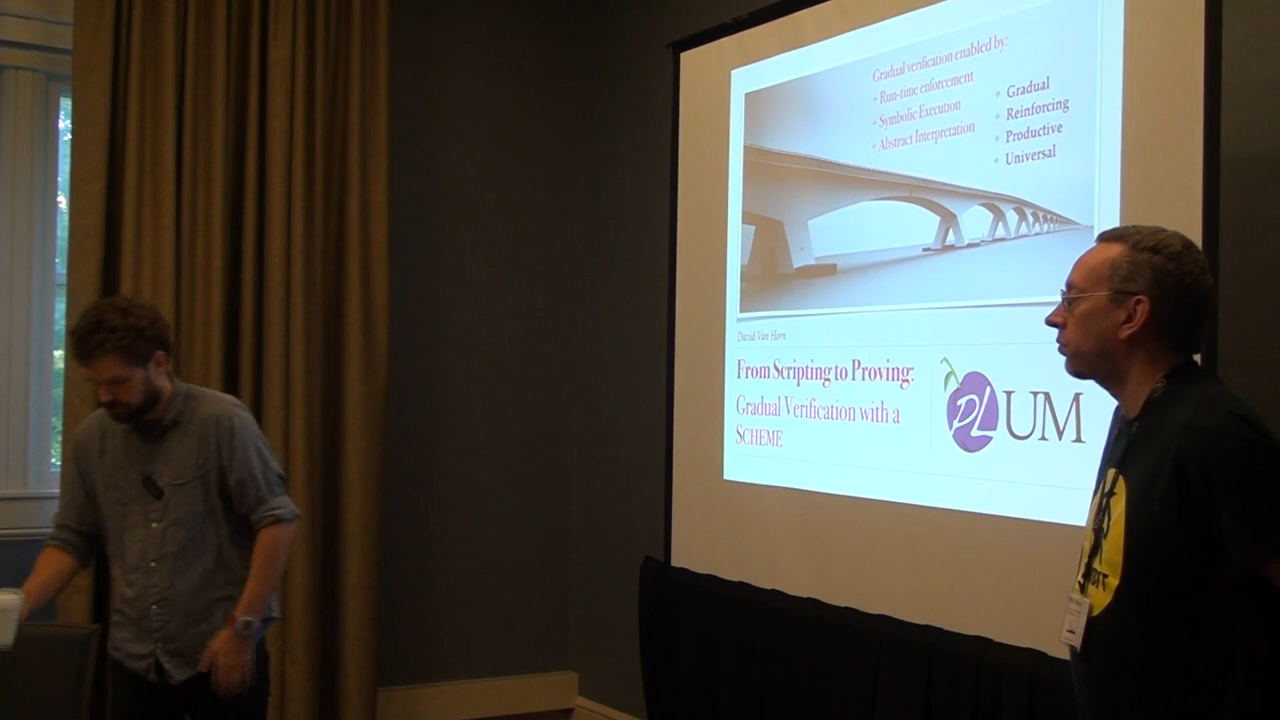 Gradual verification enabled by:
+ Run-time enforcement
+ Symbolic Execution
+ Abstract Interpretation
+ Gradual
+ Reinforcing
+ Productive
+ Universal
David Van Horn
From Scripting to Proving:
Gradual Verification with a
SCHEME
PL UM